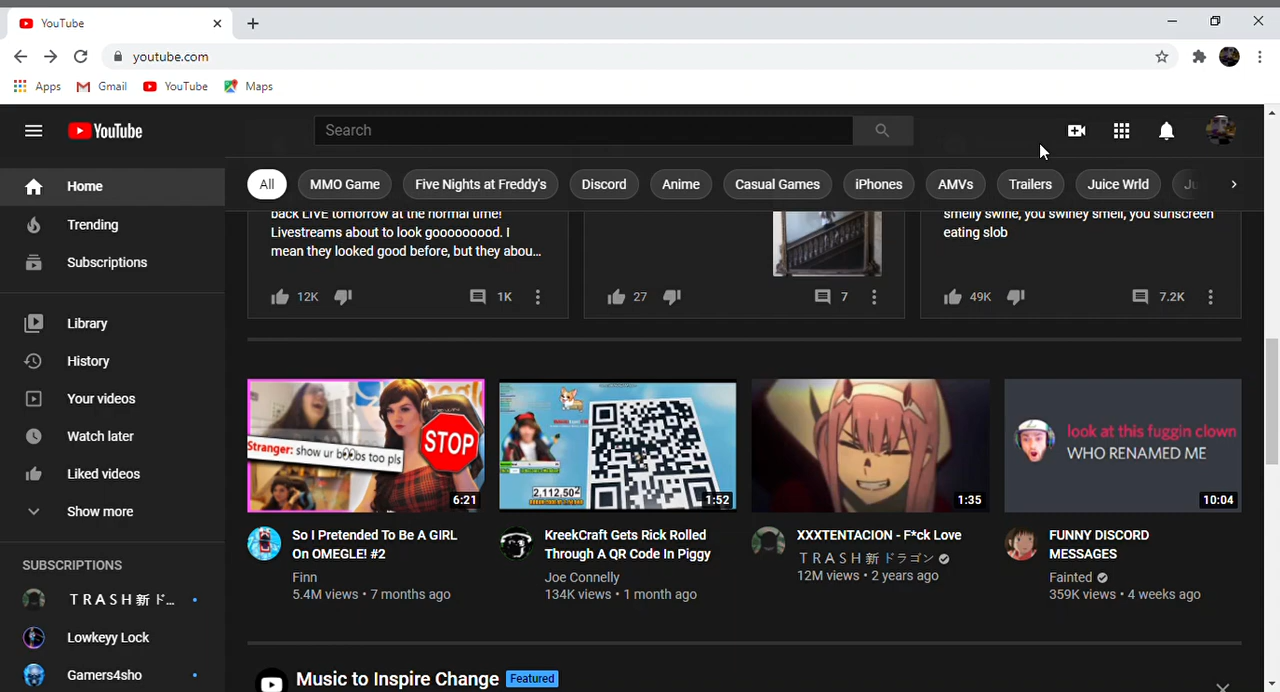 YouTube
youtube.com
Apps Gmail YouTube Maps
YouTube
Search
All MMO Game Five Nights at Freddy's Discord Anime Casual Games iPhones AMVs Trailers Juice Wrld Ju
Home
Trending
Subscriptions
Library
History
Your videos
Watch later
Liked videos
Show more
SUBSCRIPTIONS
T R A S H 新 ド...
Lowkeyy Lock
Gamers4sho
back LIVE tomorrow at the normal time!
Livestreams about to look gooooooood. I
mean they looked good before, but they abou...
12K 1K
27 7
smelly swine, you swiney smell, you sunscreen
eating slob
49K 7.2K
Stranger: show ur b👀bs too pls
STOP
6:21
So I Pretended To Be A GIRL
On OMEGLE! #2
Finn
5.4M views • 7 months ago
2,112,502
1:52
KreekCraft Gets Rick Rolled
Through A QR Code In Piggy
Joe Connelly
134K views • 1 month ago
1:35
XXXTENTACION - F*ck Love
T R A S H 新 ドラゴン
12M views • 2 years ago
look at this fuggin clown
WHO RENAMED ME
10:04
FUNNY DISCORD
MESSAGES
Fainted
359K views • 4 weeks ago
Music to Inspire Change Featured